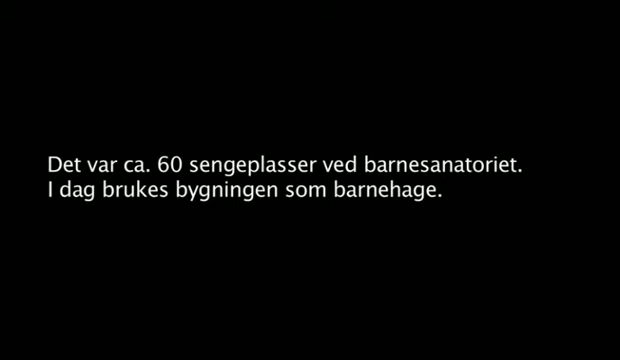 Det var ca. 60 sengeplasser ved barnesanatoriet.
I dag brukes bygningen som barnehage.